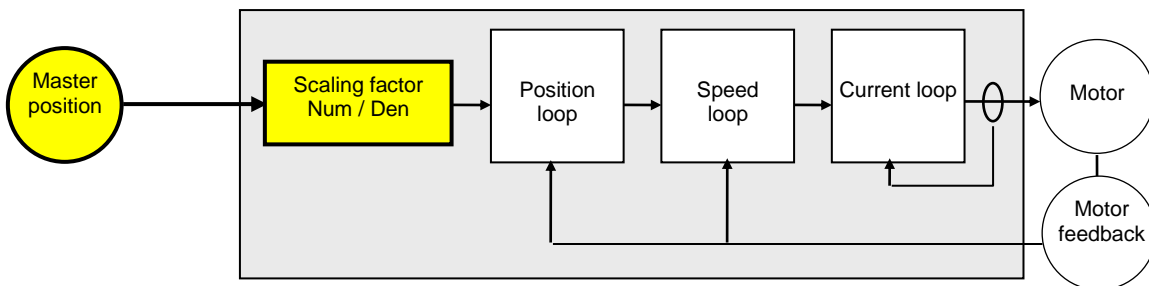 Master
position
Scaling factor
Num / Den
Position
loop
Speed
loop
Current loop
Motor
Motor
feedback